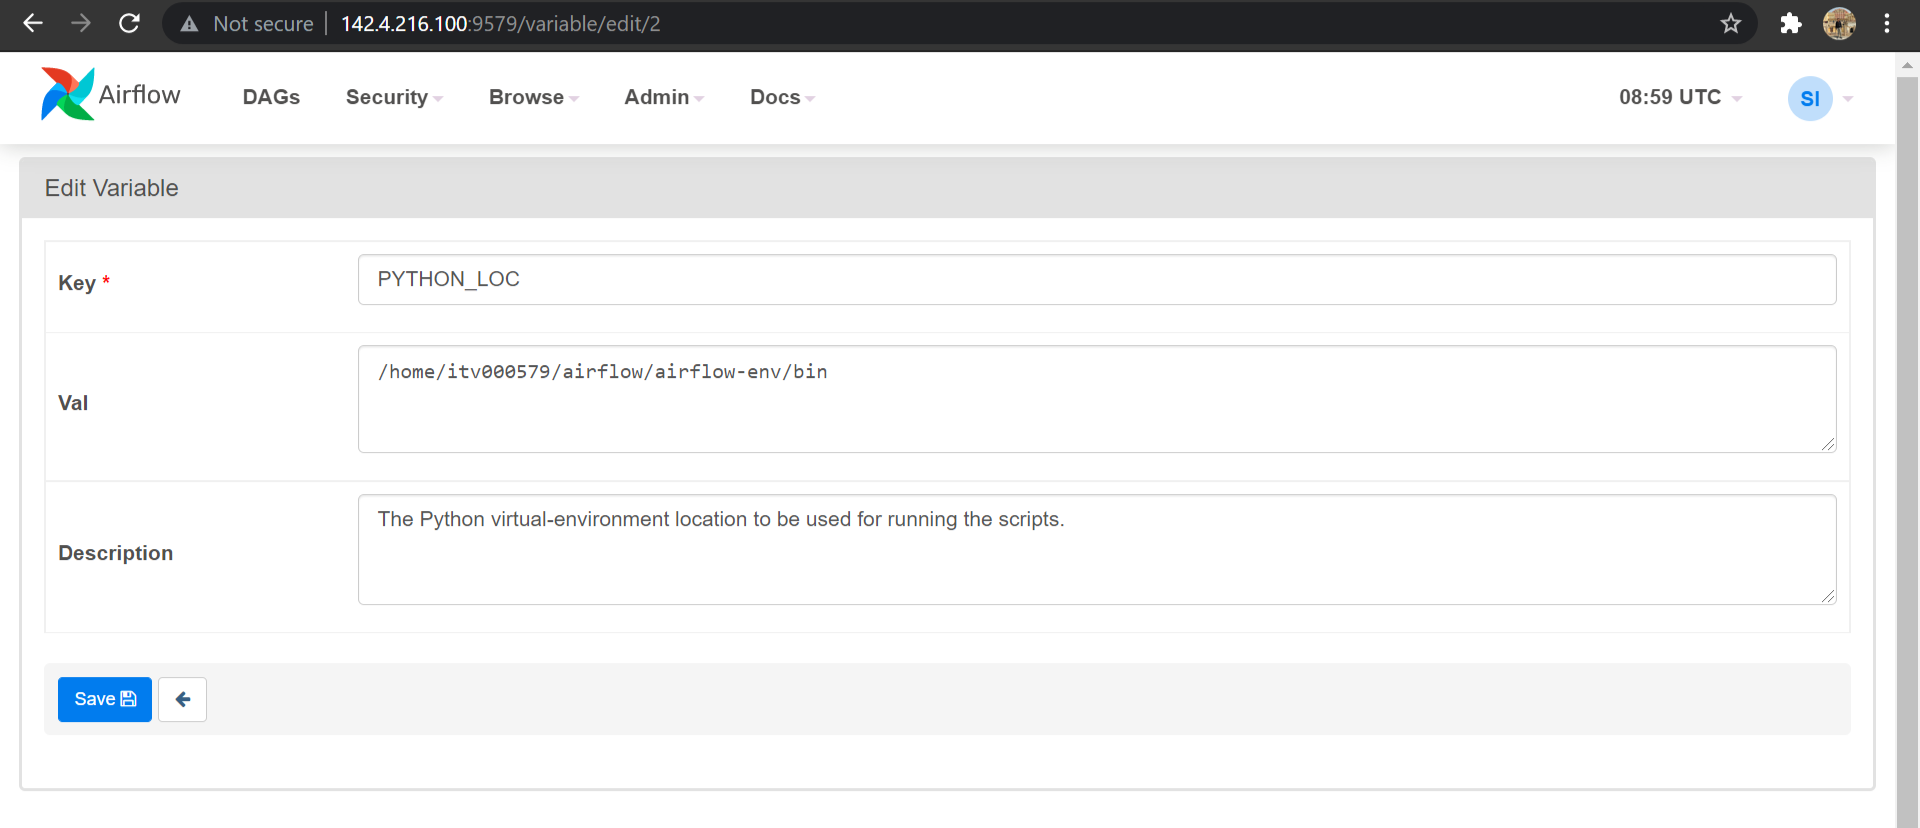 Not secure 142.4.216.100:9579/variable/edit/2
Airflow DAGs Security Browse Admin Docs 08:59 UTC SI
Edit Variable
Key * PYTHON_LOC
Val /home/itv000579/airflow/airflow-env/bin
Description The Python virtual-environment location to be used for running the scripts.
Save